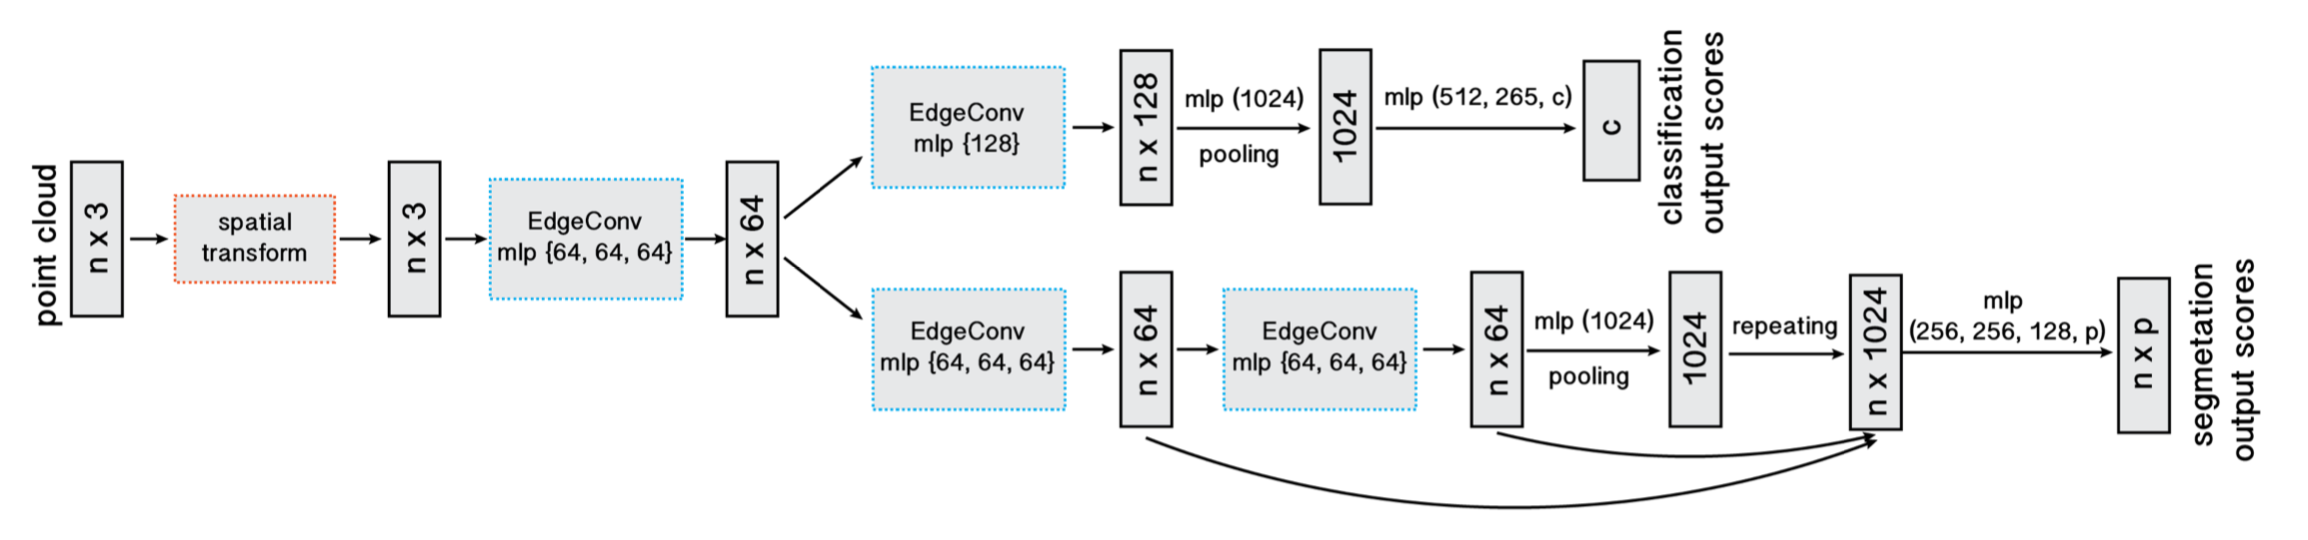 point cloud
n x 3
spatial
transform
n x 3
EdgeConv
mlp {64, 64, 64}
n x 64
EdgeConv
mlp {128}
n x 128
mlp (1024)
pooling
1024
mlp (512, 265, c)
c
classification
output scores
EdgeConv
mlp {64, 64, 64}
n x 64
EdgeConv
mlp {64, 64, 64}
n x 64
mlp (1024)
pooling
1024
repeating
n x 1024
mlp
(256, 256, 128, p)
n x p
segmetation
output scores